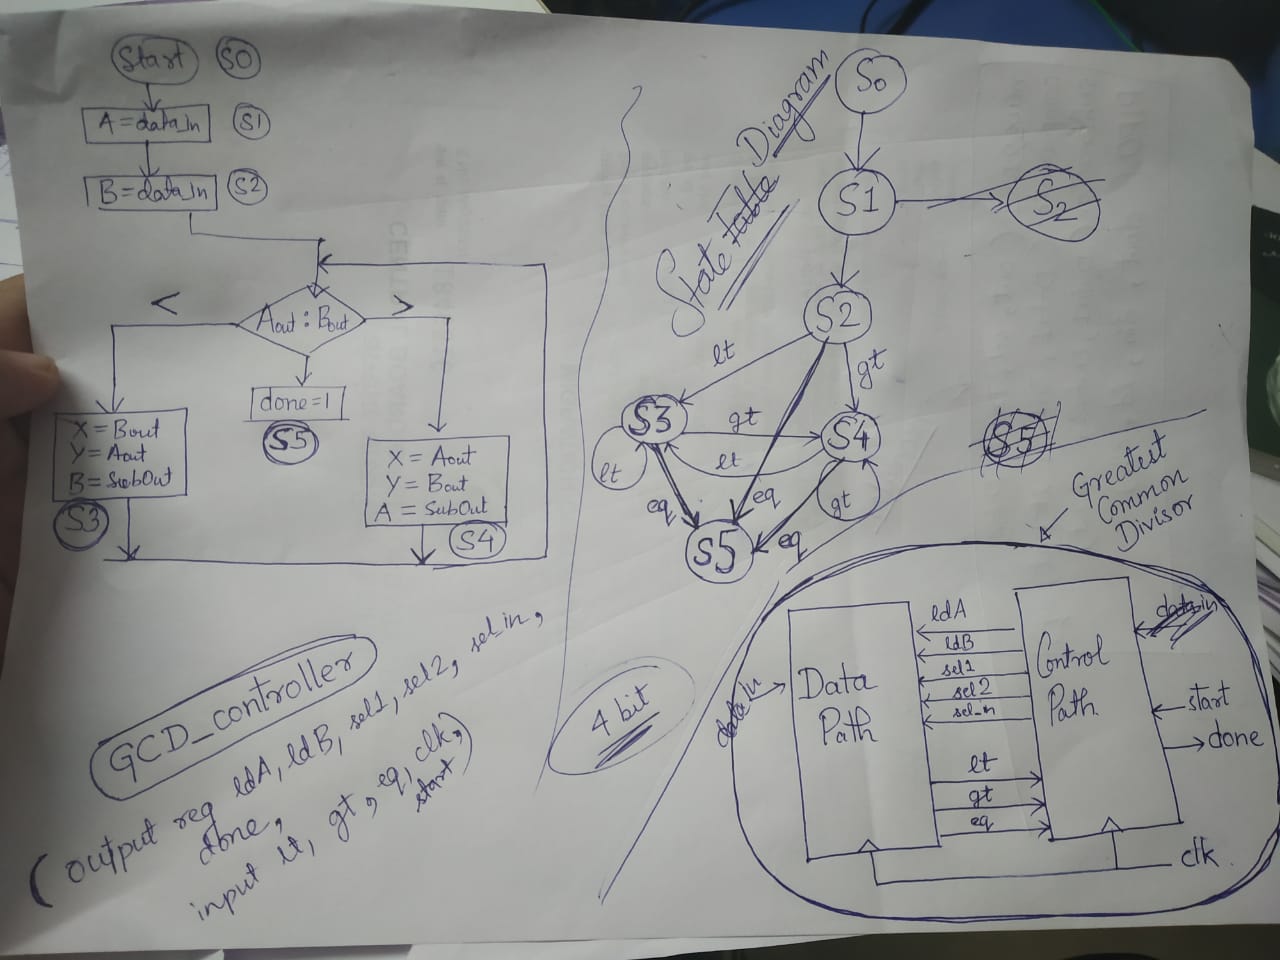 Start S0
A = data_in S1
B = data_in S2
< >
Aout : Bout
done=1
S5
X = Bout
Y = Aout
B = SubOut
S3
X = Aout
Y = Bout
A = SubOut
S4
GCD_controller
(output reg ldA, ldB, sel1, sel2, sel_in,
done,
input lt, gt, eq, clk,
start)
State Table Diagram
S0
S1 S2
S2
lt gt
S3 gt S4 S5
lt lt gt
eq eq eq
S5
4 bit
Greatest
Common
Divisor
data_in
Data
Path
ldA
ldB
sel1
sel2
sel_in
lt
gt
eq
Control
Path
data_in
start
done
clk